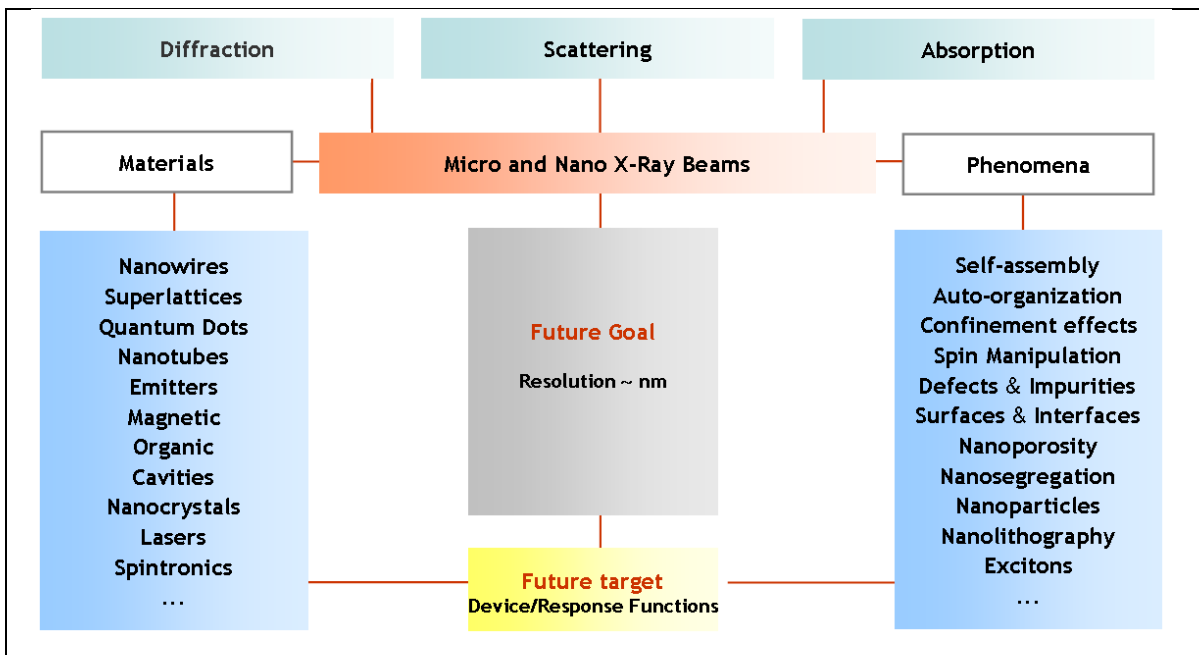 Diffraction
Scattering
Absorption
Materials
Micro and Nano X-Ray Beams
Phenomena
Nanowires
Superlattices
Quantum Dots
Nanotubes
Emitters
Magnetic
Organic
Cavities
Nanocrystals
Lasers
Spintronics
...
Future Goal
Resolution ~ nm
Future target
Device/Response Functions
Self-assembly
Auto-organization
Confinement effects
Spin Manipulation
Defects & Impurities
Surfaces & Interfaces
Nanoporosity
Nanosegregation
Nanoparticles
Nanolithography
Excitons
...